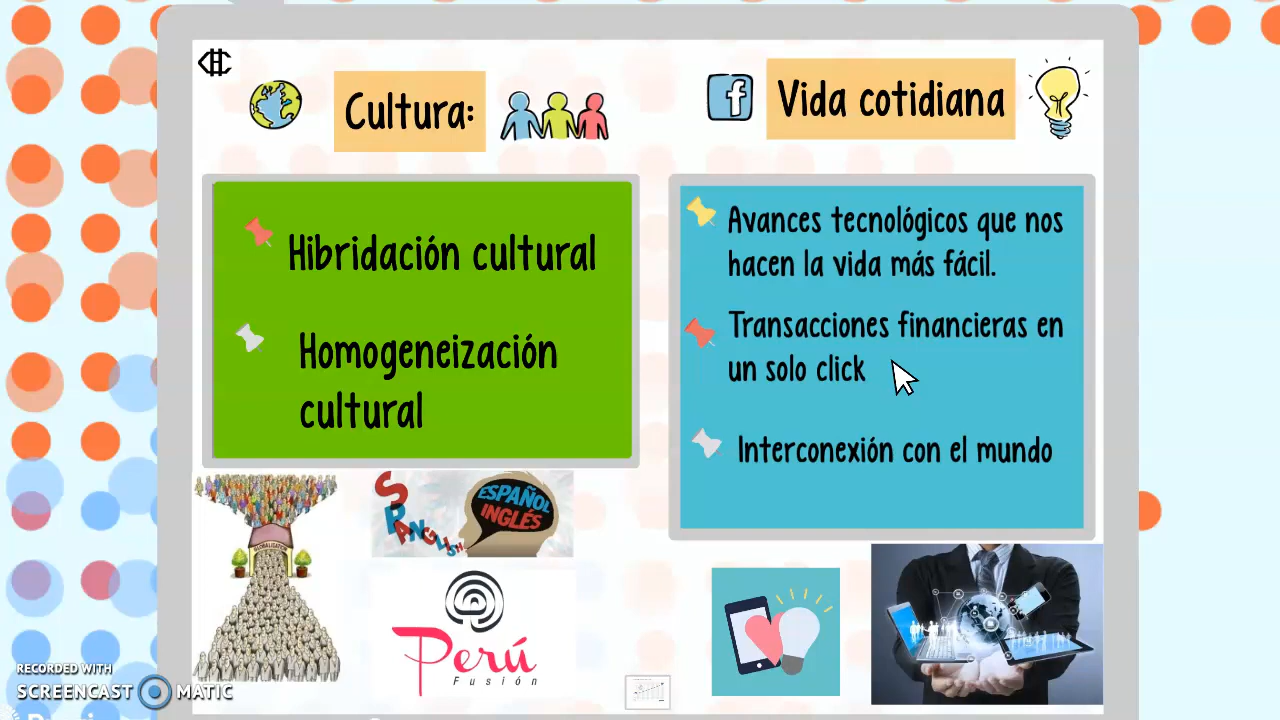 Cultura:
Vida cotidiana
Hibridación cultural
Homogeneización
cultural
Avances tecnológicos que nos
hacen la vida más fácil.
Transacciones financieras en
un solo click
Interconexión con el mundo
SPANGLISH
ESPAÑOL
INGLÉS
Perú
Fusión
RECORDED WITH
SCREENCAST MATIC